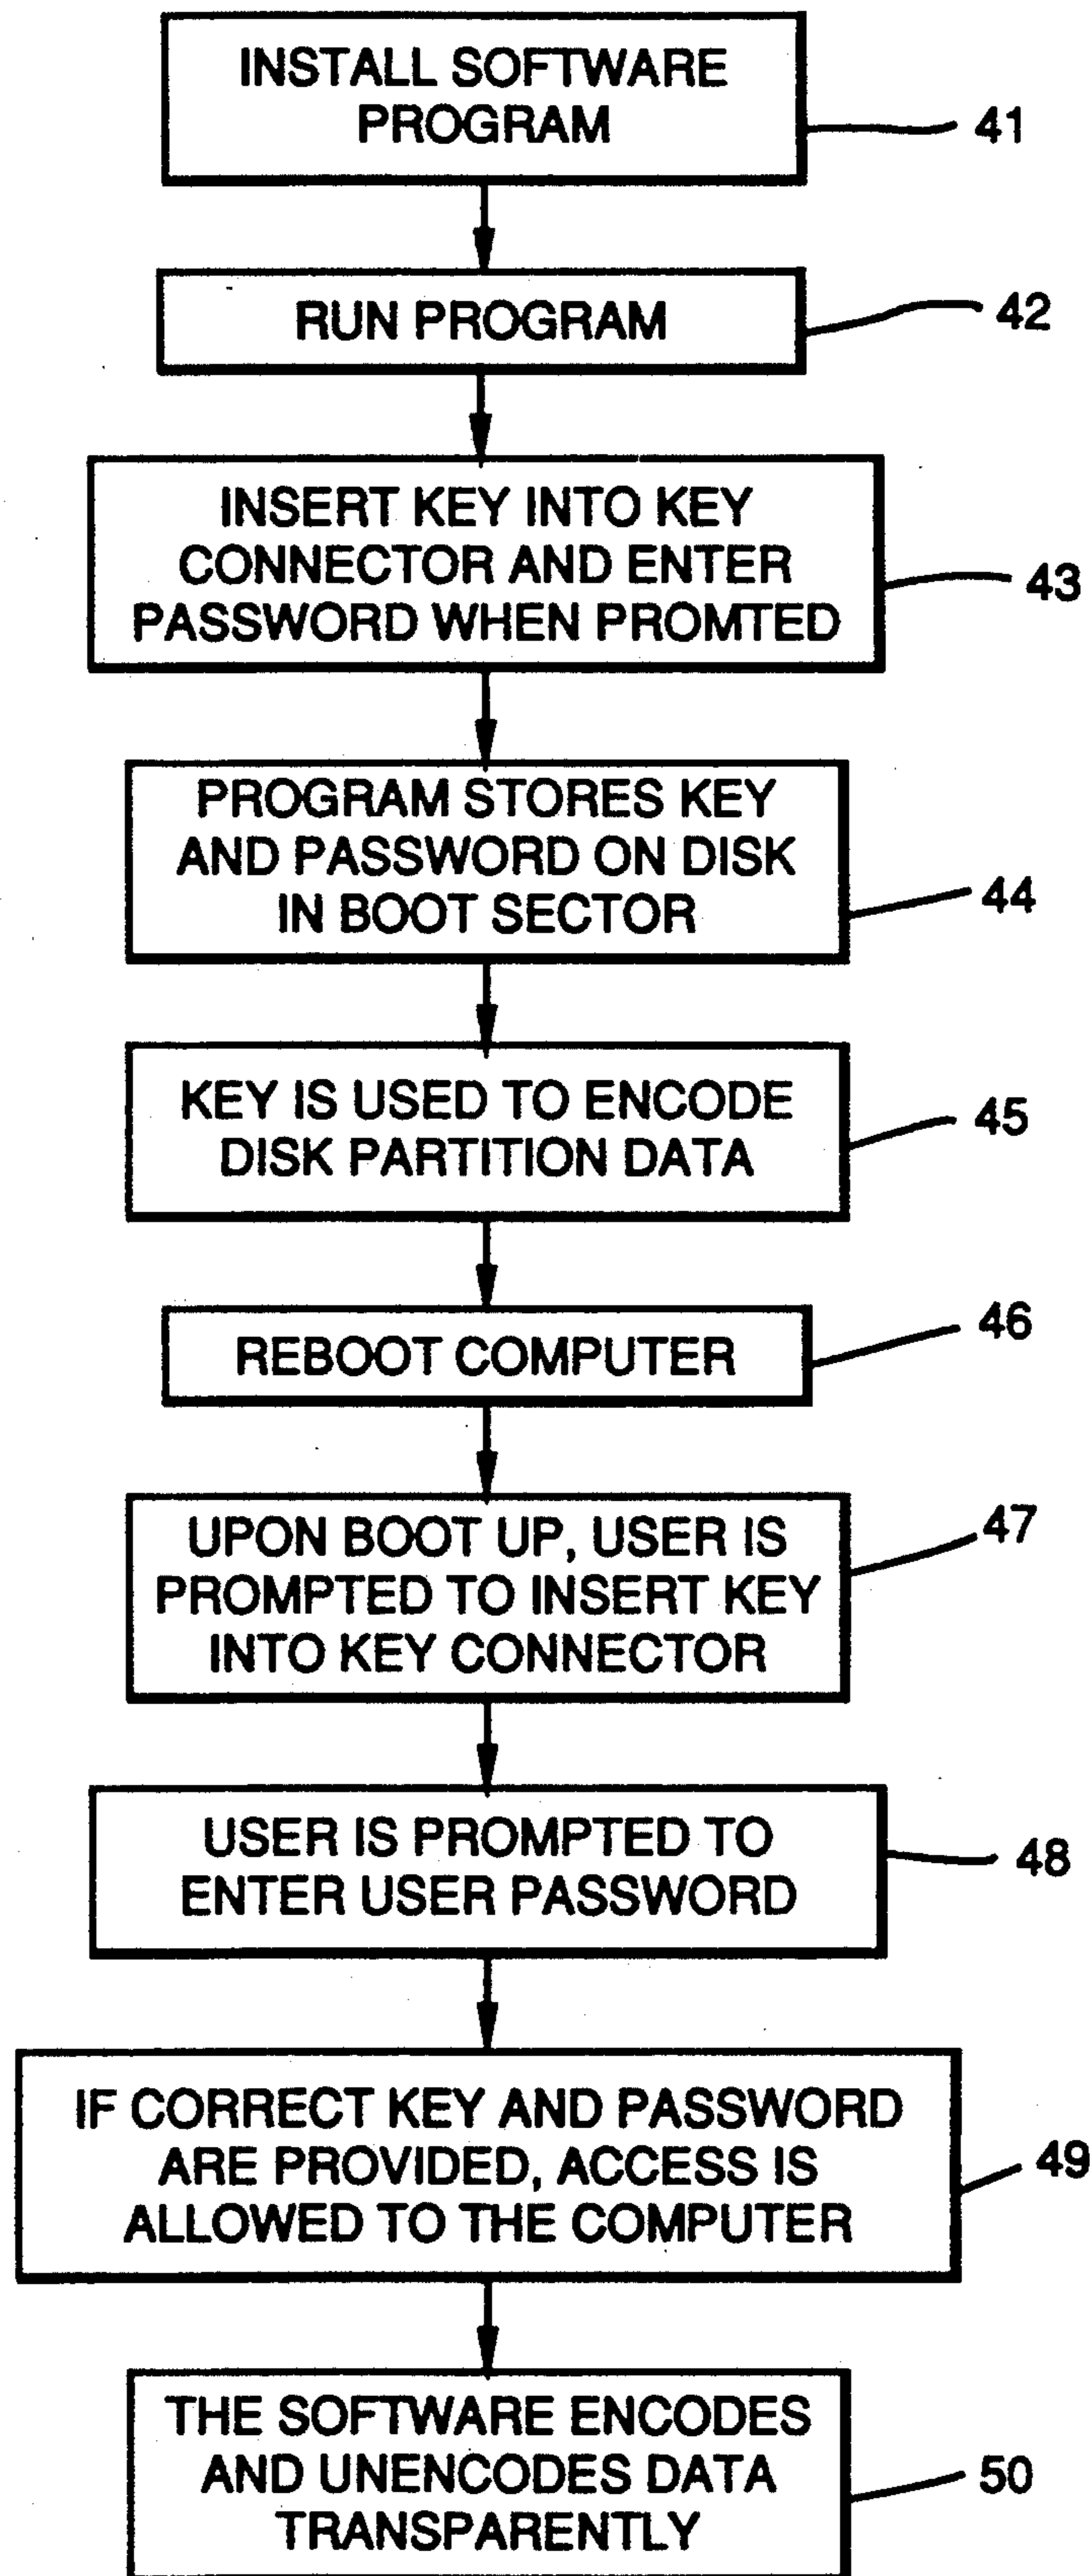 INSTALL SOFTWARE
PROGRAM
41
RUN PROGRAM
42
INSERT KEY INTO KEY
CONNECTOR AND ENTER
PASSWORD WHEN PROMTED
43
PROGRAM STORES KEY
AND PASSWORD ON DISK
IN BOOT SECTOR
44
KEY IS USED TO ENCODE
DISK PARTITION DATA
45
REBOOT COMPUTER
46
UPON BOOT UP, USER IS
PROMPTED TO INSERT KEY
INTO KEY CONNECTOR
47
USER IS PROMPTED TO
ENTER USER PASSWORD
48
IF CORRECT KEY AND PASSWORD
ARE PROVIDED, ACCESS IS
ALLOWED TO THE COMPUTER
49
THE SOFTWARE ENCODES
AND UNENCODES DATA
TRANSPARENTLY
50